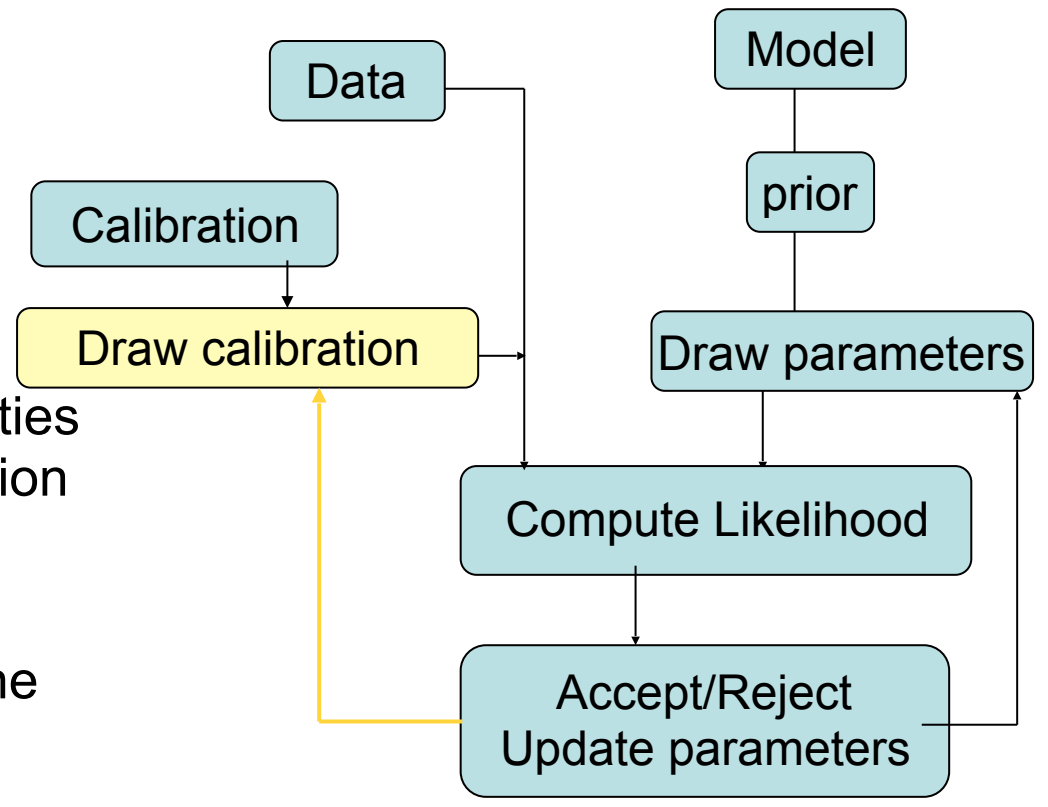 Model
Data
prior
Calibration
Draw calibration
Draw parameters
ties
ion
Compute Likelihood
ne
Accept/Reject
Update parameters